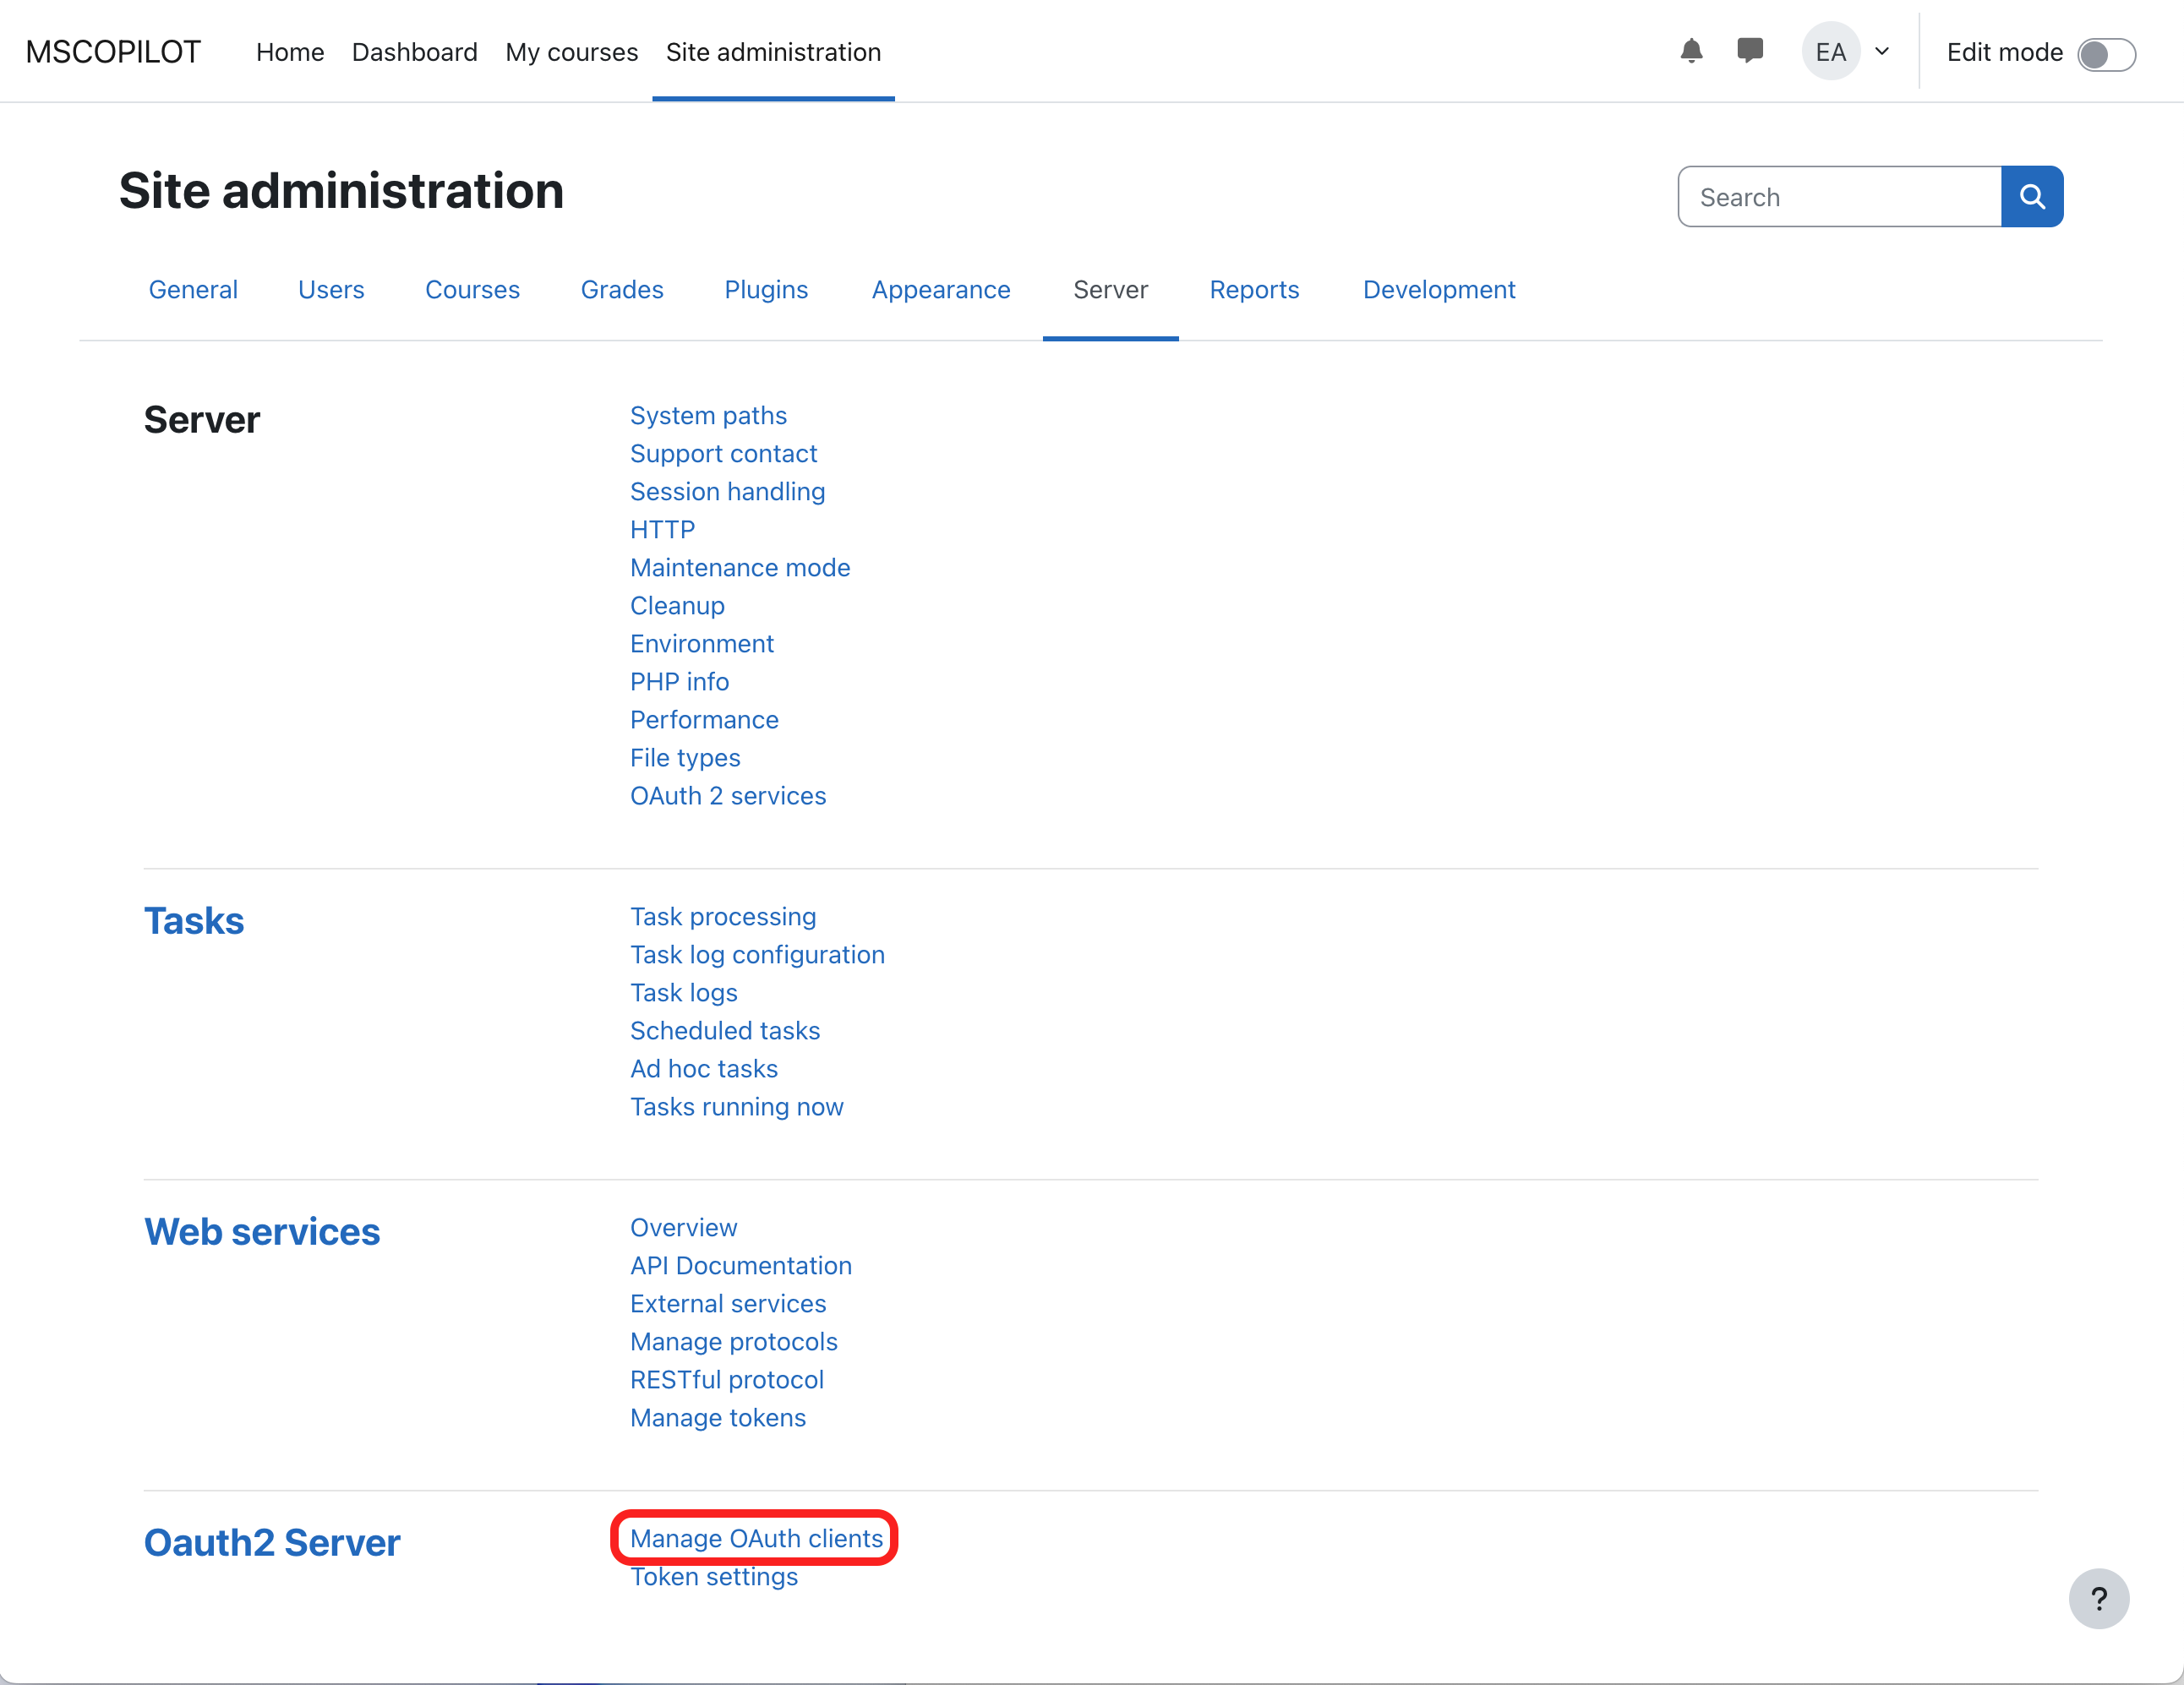 MSCOPILOT Home Dashboard My courses Site administration EA Edit mode
Site administration
Search
General Users Courses Grades Plugins Appearance Server Reports Development
Server
System paths
Support contact
Session handling
HTTP
Maintenance mode
Cleanup
Environment
PHP info
Performance
File types
OAuth 2 services
Tasks
Task processing
Task log configuration
Task logs
Scheduled tasks
Ad hoc tasks
Tasks running now
Web services
Overview
API Documentation
External services
Manage protocols
RESTful protocol
Manage tokens
Oauth2 Server
Manage OAuth clients
Token settings
?